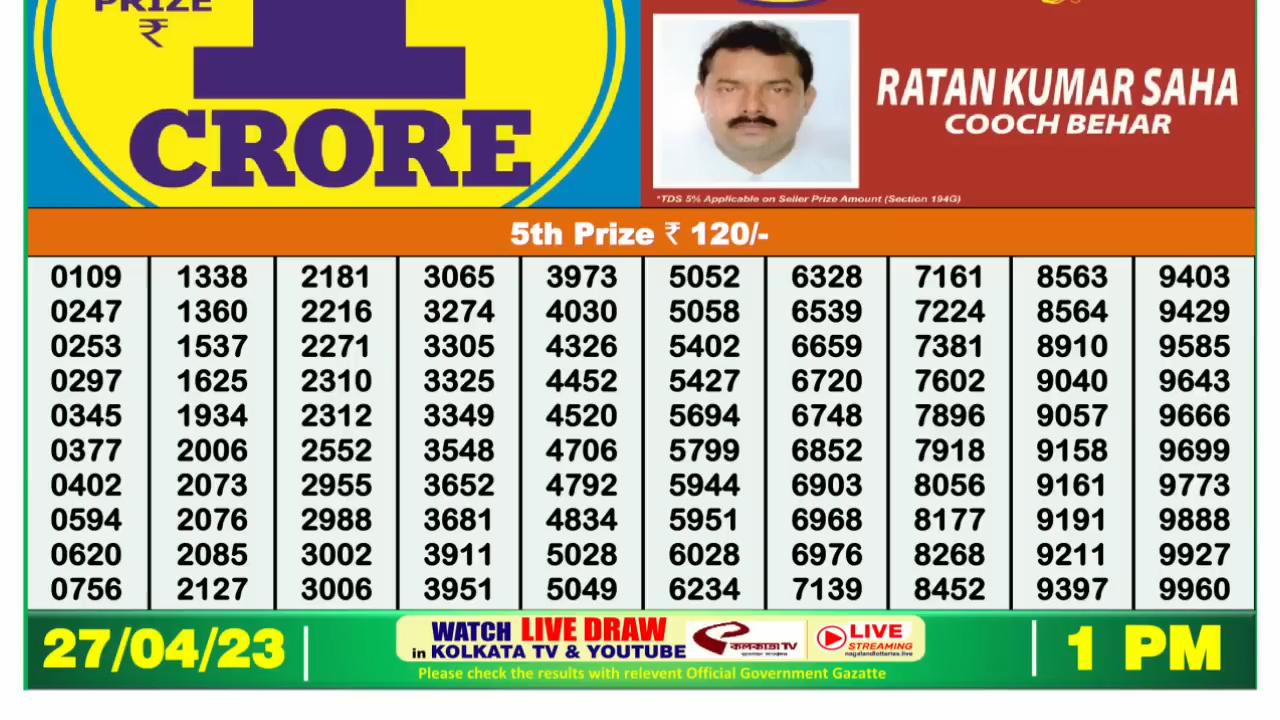 PRIZE
₹
1
CRORE
RATAN KUMAR SAHA
COOCH BEHAR
*TDS 5% Applicable on Seller Prize Amount (Section 194G)
5th Prize ₹ 120/-
0109 1338 2181 3065 3973 5052 6328 7161 8563 9403
0247 1360 2216 3274 4030 5058 6539 7224 8564 9429
0253 1537 2271 3305 4326 5402 6659 7381 8910 9585
0297 1625 2310 3325 4452 5427 6720 7602 9040 9643
0345 1934 2312 3349 4520 5694 6748 7896 9057 9666
0377 2006 2552 3548 4706 5799 6852 7918 9158 9699
0402 2073 2955 3652 4792 5944 6903 8056 9161 9773
0594 2076 2988 3681 4834 5951 6968 8177 9191 9888
0620 2085 3002 3911 5028 6028 6976 8268 9211 9927
0756 2127 3006 3951 5049 6234 7139 8452 9397 9960
27/04/23
WATCH LIVE DRAW
in KOLKATA TV & YOUTUBE
কলকাতা TV
LIVE
STREAMING
nagalandlotteries.live
Please check the results with relevent Official Government Gazatte
1 PM